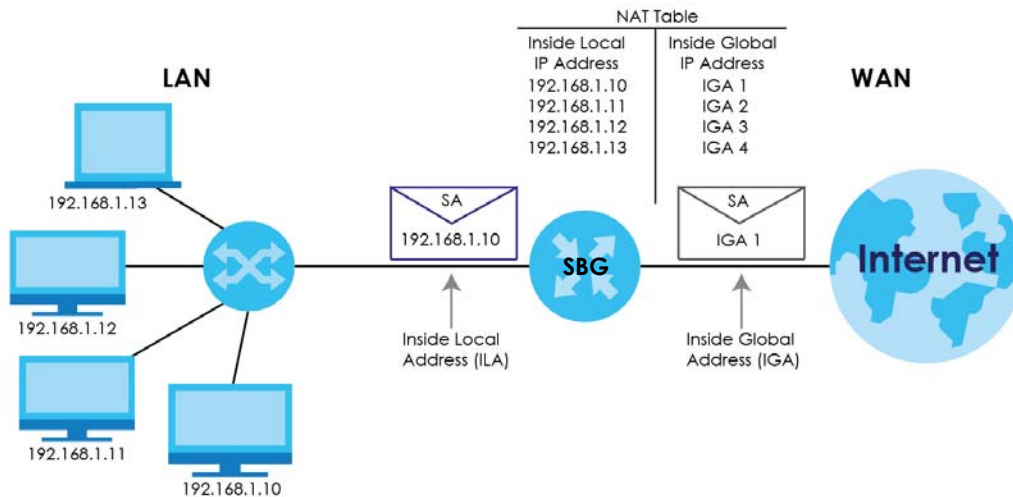 NAT Table
Inside Local
IP Address
192.168.1.10
192.168.1.11
192.168.1.12
192.168.1.13
Inside Global
IP Address
IGA 1
IGA 2
IGA 3
IGA 4
LAN
WAN
192.168.1.13
192.168.1.12
192.168.1.11
192.168.1.10
SA
192.168.1.10
SBG
SA
IGA 1
Internet
Inside Local
Address (ILA)
Inside Global
Address (IGA)